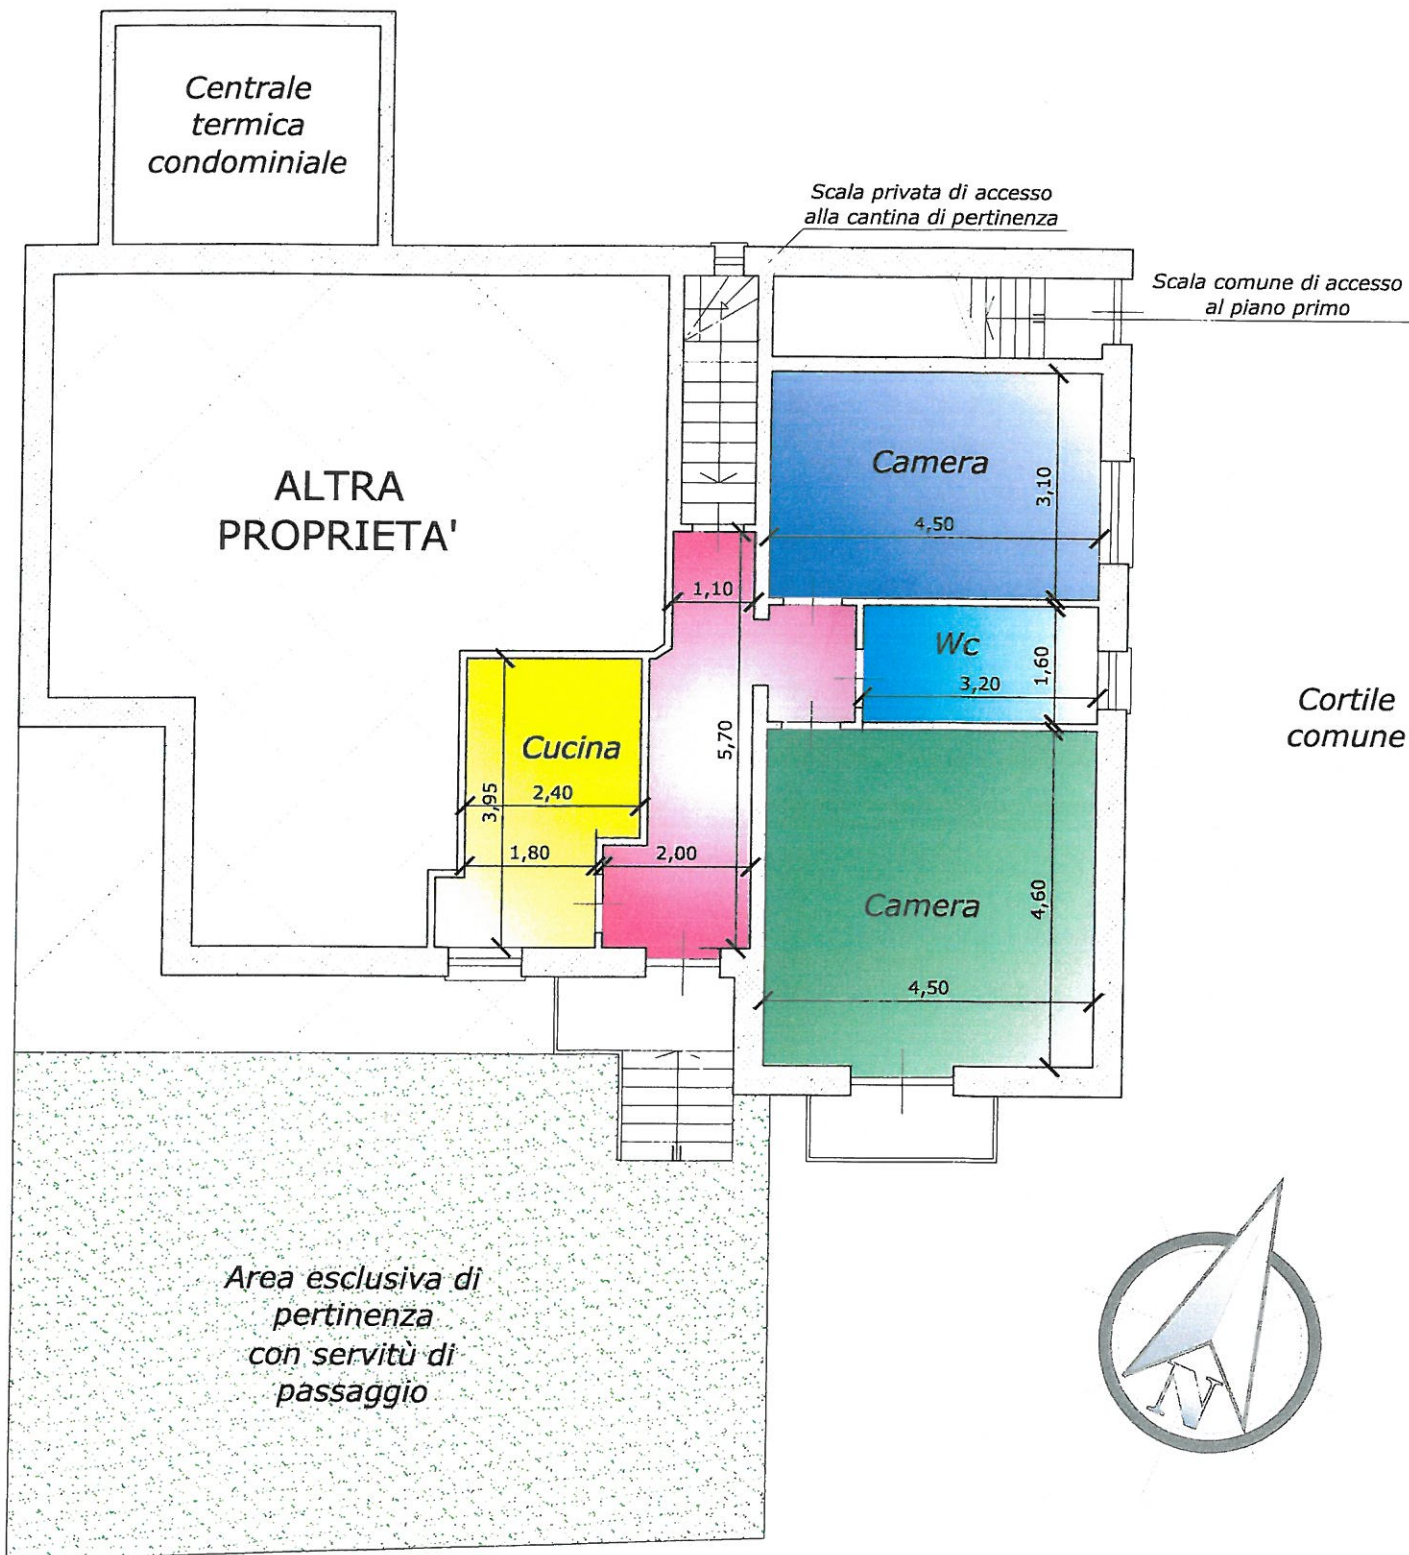 Centrale
termica
condominiale
Scala privata di accesso
alla cantina di pertinenza
Scala comune di accesso
al piano primo
ALTRA
PROPRIETA'
Camera
3,10
4,50
1,10
Wc
1,60
3,20
Cortile
comune
Cucina
5,70
3,95
2,40
1,80
2,00
Camera
4,60
4,50
Area esclusiva di
pertinenza
con servitù di
passaggio
N